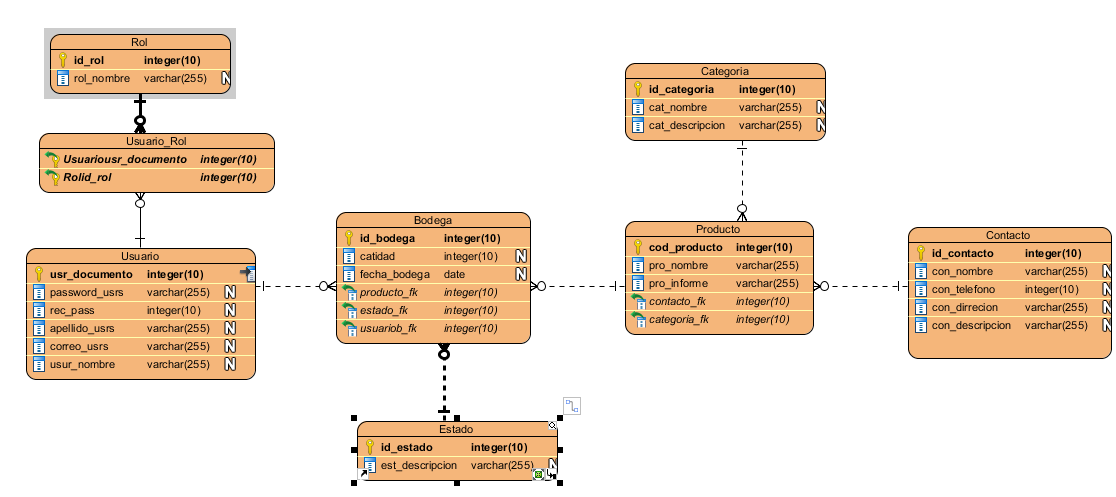 Rol
id_rol integer(10)
rol_nombre varchar(255) N
Usuario_Rol
Usuariousr_documento integer(10)
Rolid_rol integer(10)
Usuario
usr_documento integer(10)
password_usrs varchar(255) N
rec_pass integer(10) N
apellido_usrs varchar(255) N
correo_usrs varchar(255) N
usur_nombre varchar(255) N
Bodega
id_bodega integer(10)
catidad integer(10) N
fecha_bodega date N
producto_fk integer(10)
estado_fk integer(10)
usuariob_fk integer(10)
Estado
id_estado integer(10)
est_descripcion varchar(255) N
Categoria
id_categoria integer(10)
cat_nombre varchar(255) N
cat_descripcion varchar(255) N
Producto
cod_producto integer(10)
pro_nombre varchar(255)
pro_informe varchar(255)
contacto_fk integer(10)
categoria_fk integer(10)
Contacto
id_contacto integer(10)
con_nombre varchar(255) N
con_telefono integer(10) N
con_dirrecion varchar(255) N
con_descripcion varchar(255) N